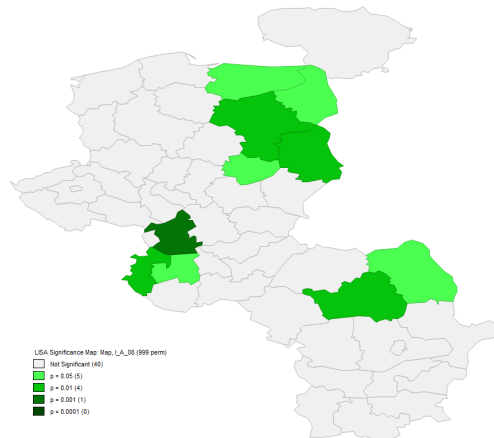 LISA Significance Map: Map, I_A_08 (999 perm)
Not Significant (40)
p = 0.05 (5)
p = 0.01 (4)
p = 0.001 (1)
p = 0.0001 (0)